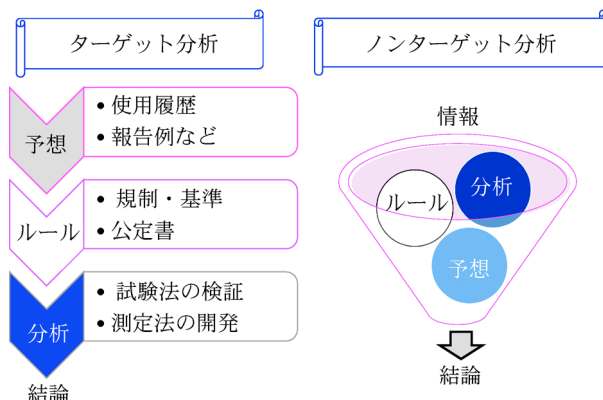 ターゲット分析
予想
• 使用履歴
• 報告例など
ルール
• 規制・基準
• 公定書
分析
• 試験法の検証
• 測定法の開発
結論
ノンターゲット分析
情報
ルール
分析
予想
結論